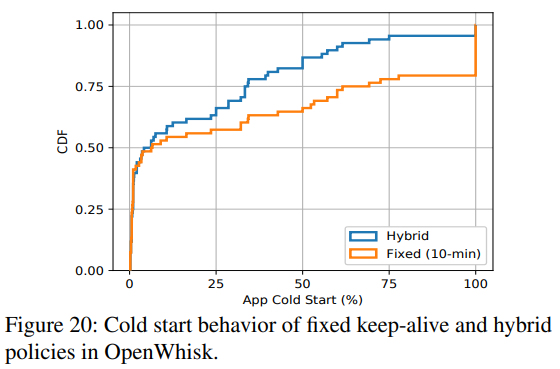 1.00
0.75
0.50
0.25
0.00
CDF
0
25
50
75
100
App Cold Start (%)
Hybrid
Fixed (10-min)
Figure 20: Cold start behavior of fixed keep-alive and hybrid
policies in OpenWhisk.